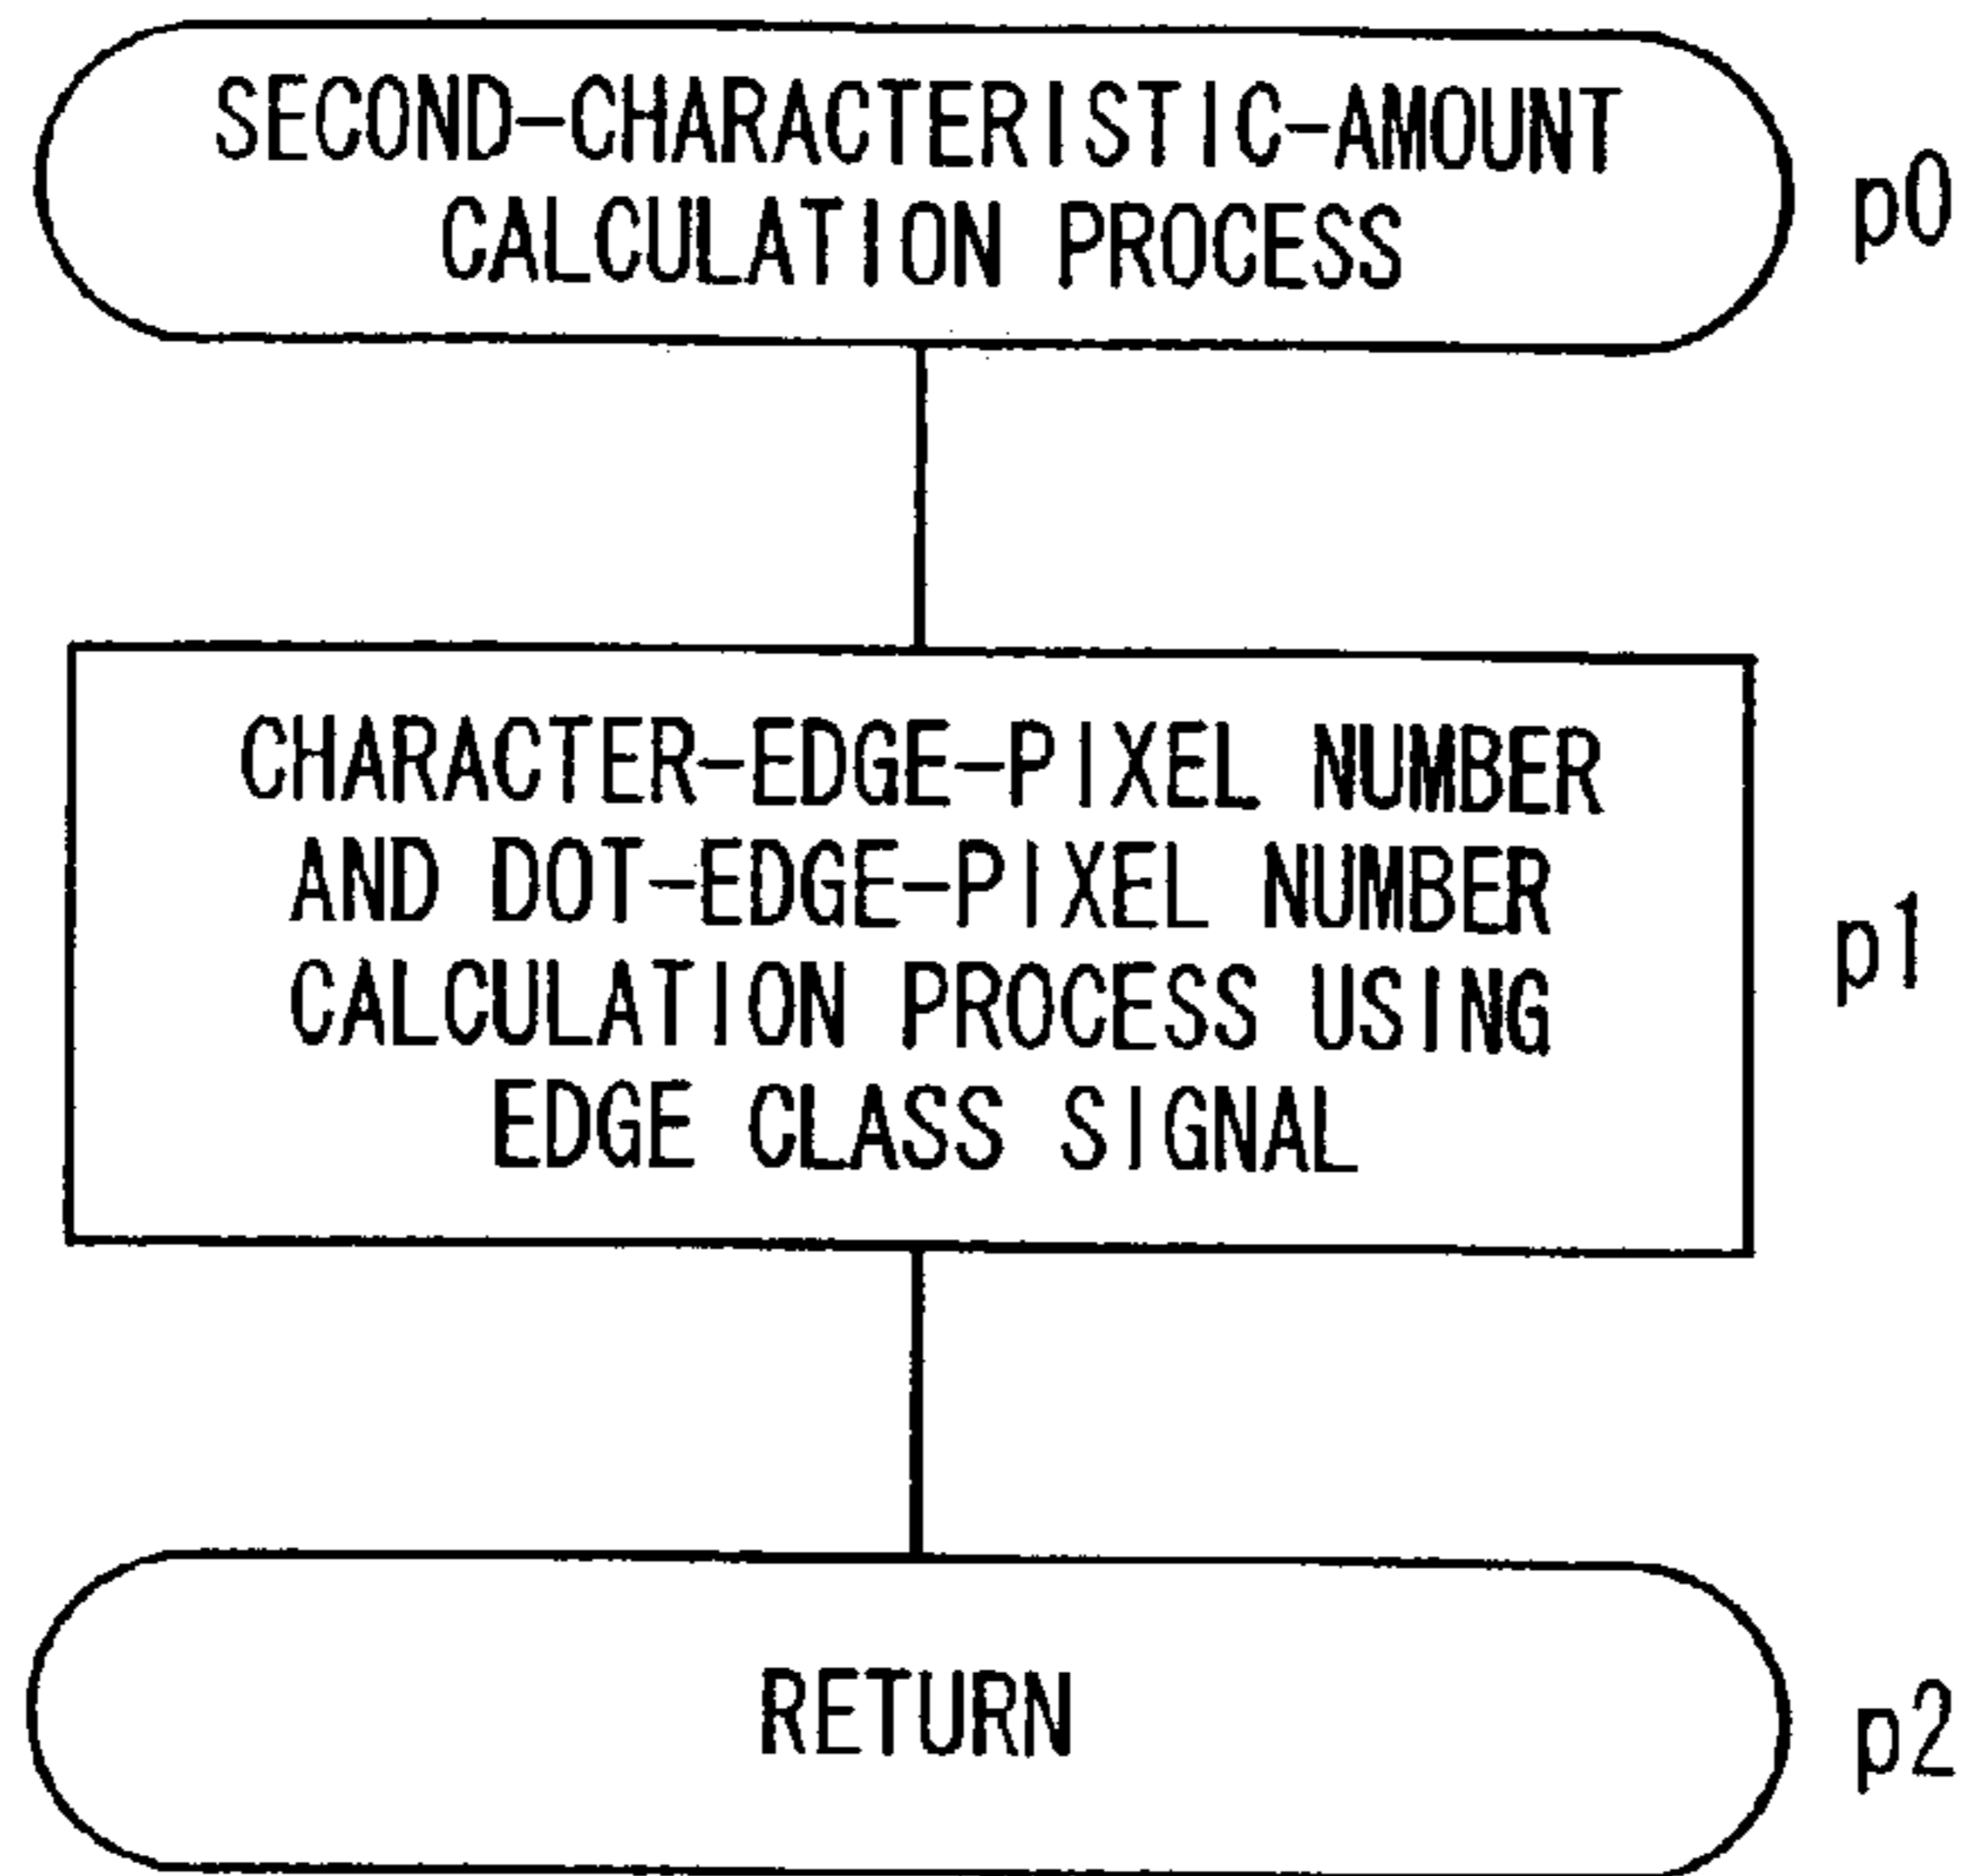 SECOND-CHARACTERISTIC-AMOUNT
CALCULATION PROCESS
p0
CHARACTER-EDGE-PIXEL NUMBER
AND DOT-EDGE-PIXEL NUMBER
CALCULATION PROCESS USING
EDGE CLASS SIGNAL
p1
RETURN
p2